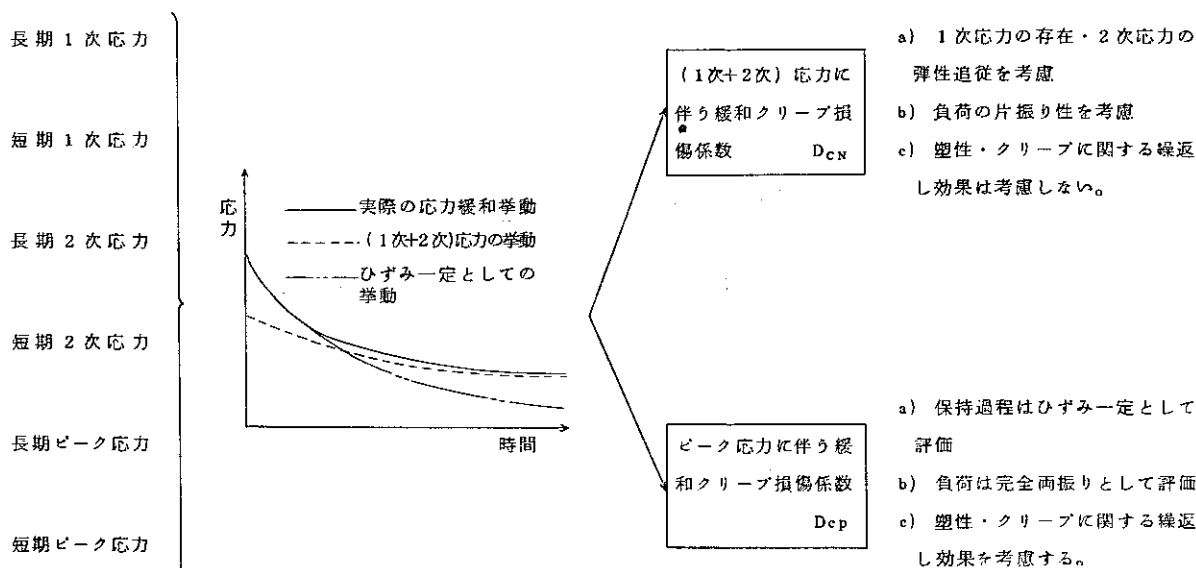 長期1次応力
短期1次応力
長期2次応力
短期2次応力
長期ピーク応力
短期ピーク応力
応力
実際の応力緩和挙動
(1次+2次)応力の挙動
ひずみ一定としての
挙動
時間
(1次+2次)応力に
伴う緩和クリープ損
傷係数 DCN
a) 1次応力の存在・2次応力の
弾性追従を考慮
b) 負荷の片振り性を考慮
c) 塑性・クリープに関する繰返
し効果は考慮しない。
ピーク応力に伴う緩
和クリープ損傷係数
Dcp
a) 保持過程はひずみ一定として
評価
b) 負荷は完全両振りとして評価
c) 塑性・クリープに関する繰返
し効果を考慮する。